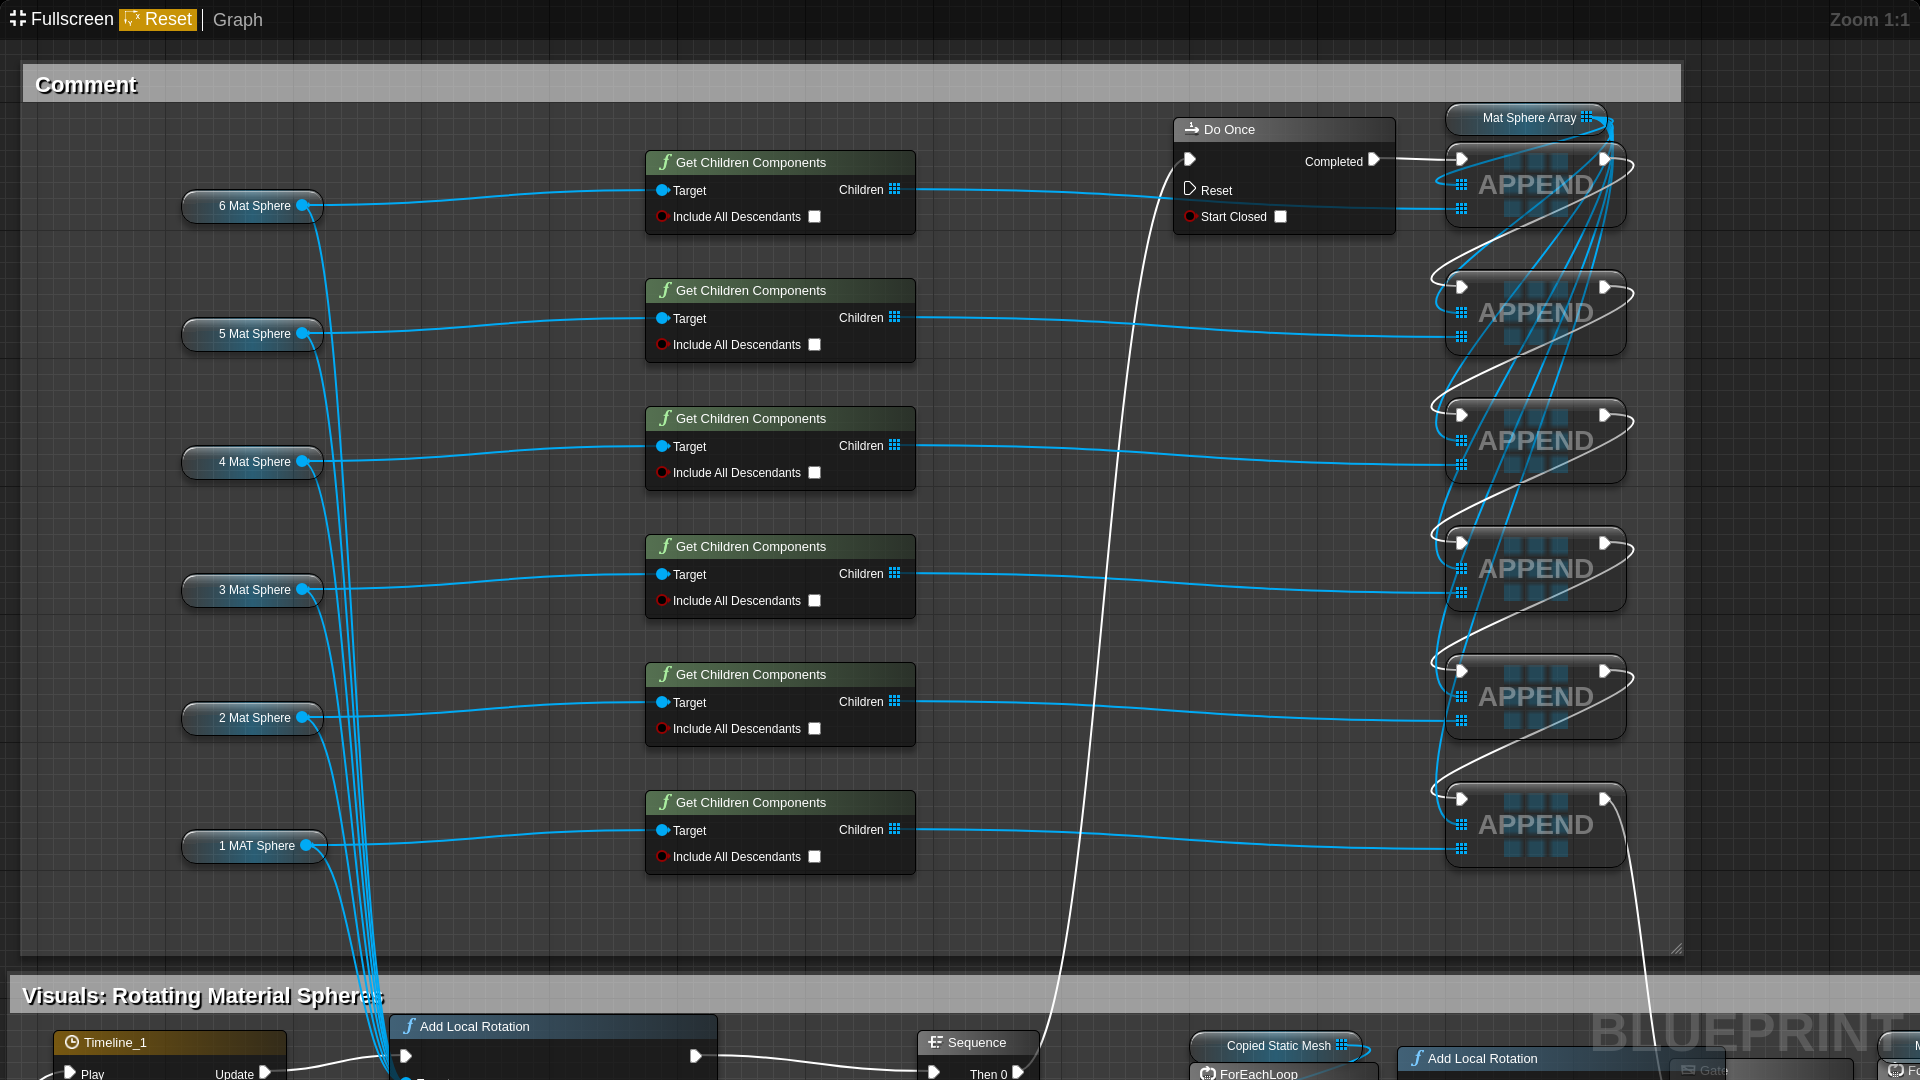 Fullscreen Reset Graph Zoom 1:1
Comment
Mat Sphere Array
Do Once
Completed
Reset
Start Closed
APPEND
6 Mat Sphere
Get Children Components
Target Children
Include All Descendants
APPEND
5 Mat Sphere
Get Children Components
Target Children
Include All Descendants
APPEND
4 Mat Sphere
Get Children Components
Target Children
Include All Descendants
APPEND
3 Mat Sphere
Get Children Components
Target Children
Include All Descendants
APPEND
2 Mat Sphere
Get Children Components
Target Children
Include All Descendants
APPEND
1 MAT Sphere
Get Children Components
Target Children
Include All Descendants
Visuals: Rotating Material Spheres
Timeline_1
Play Update
Add Local Rotation
Sequence
Then 0
Copied Static Mesh
ForEachLoop
Add Local Rotation
Gate
BLUEPRINT